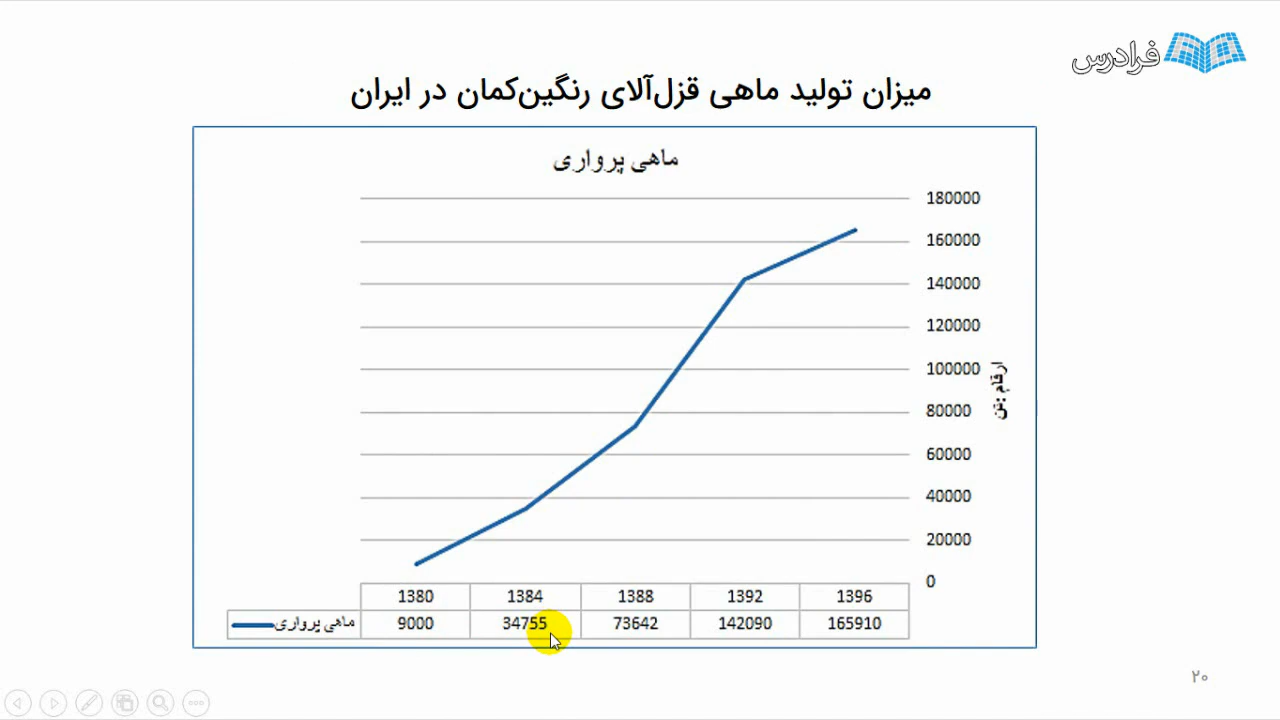 فرادرس
میزان تولید ماهی قزل‌آلای رنگین‌کمان در ایران
ماهی پرواری
180000
160000
140000
120000
100000
80000
60000
40000
20000
0
ارقام :تن
1380 1384 1388 1392 1396
ماهی پرواری 9000 34755 73642 142090 165910
۲۰